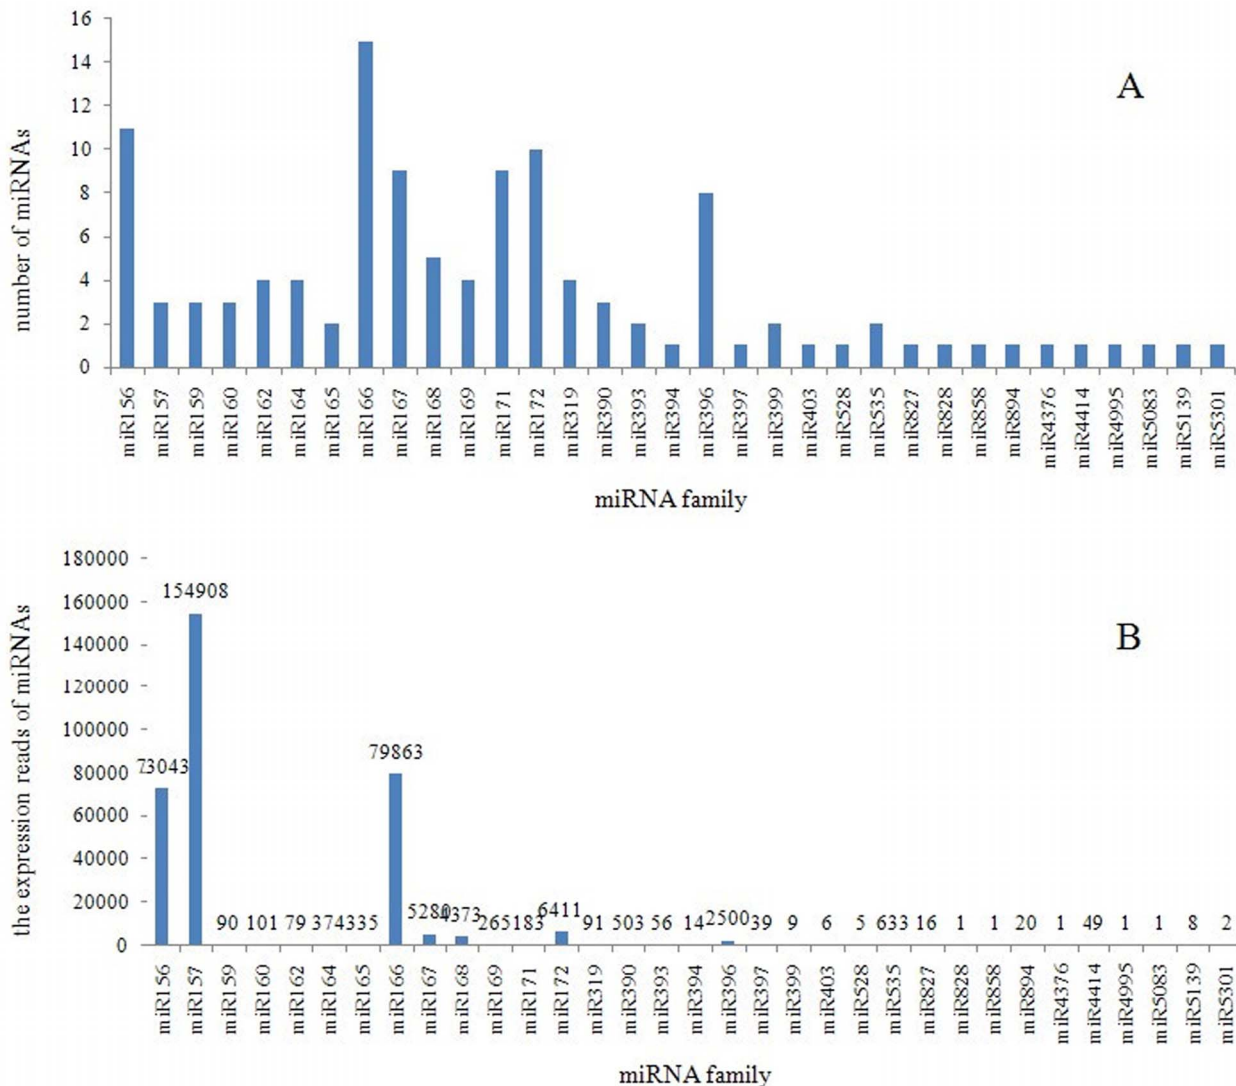 16
14
12
10
8
6
4
2
0
number of miRNAs
A
miR156
miR157
miR159
miR160
miR162
miR164
miR165
miR166
miR167
miR168
miR169
miR171
miR172
miR319
miR390
miR393
miR394
miR396
miR397
miR399
miR403
miR528
miR535
miR827
miR828
miR858
miR894
miR4376
miR4414
miR4995
miR5083
miR5139
miR5301
miRNA family
180000
160000
140000
120000
100000
80000
60000
40000
20000
0
the expression reads of miRNAs
B
73043
154908
90
101
79
374
335
79863
5280
4373
265
183
6411
91
503
56
14
2500
39
9
6
5
633
16
1
1
20
1
49
1
1
8
2
miR156
miR157
miR159
miR160
miR162
miR164
miR165
miR166
miR167
miR168
miR169
miR171
miR172
miR319
miR390
miR393
miR394
miR396
miR397
miR399
miR403
miR528
miR535
miR827
miR828
miR858
miR894
miR4376
miR4414
miR4995
miR5083
miR5139
miR5301
miRNA family